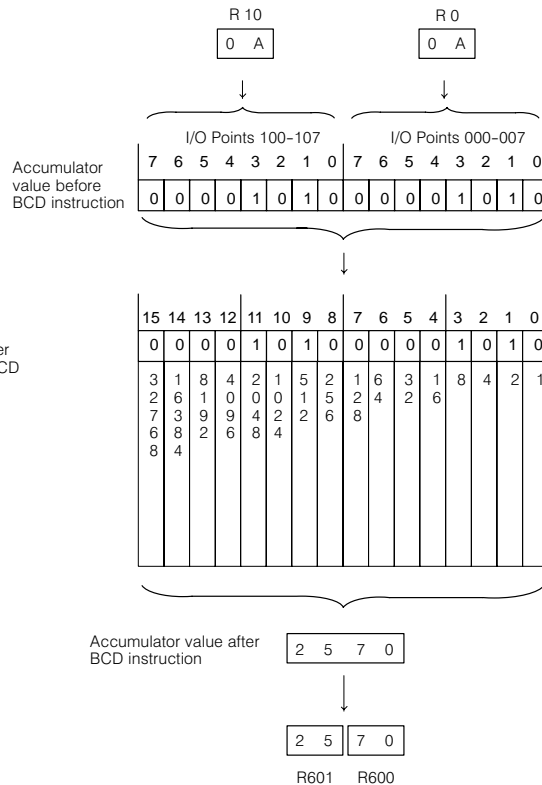 R 10 R 0
0 A 0 A
I/O Points 100-107 I/O Points 000-007
7 6 5 4 3 2 1 0 7 6 5 4 3 2 1 0
Accumulator
value before
BCD instruction
0 0 0 0 1 0 1 0 0 0 0 0 1 0 1 0
15 14 13 12 11 10 9 8 7 6 5 4 3 2 1 0
0 0 0 0 1 0 1 0 0 0 0 0 1 0 1 0
er
CD
32768 16384 8192 4096 2048 1024 512 256 128 64 32 16 8 4 2 1
Accumulator value after
BCD instruction
2 5 7 0
2 5 7 0
R601 R600